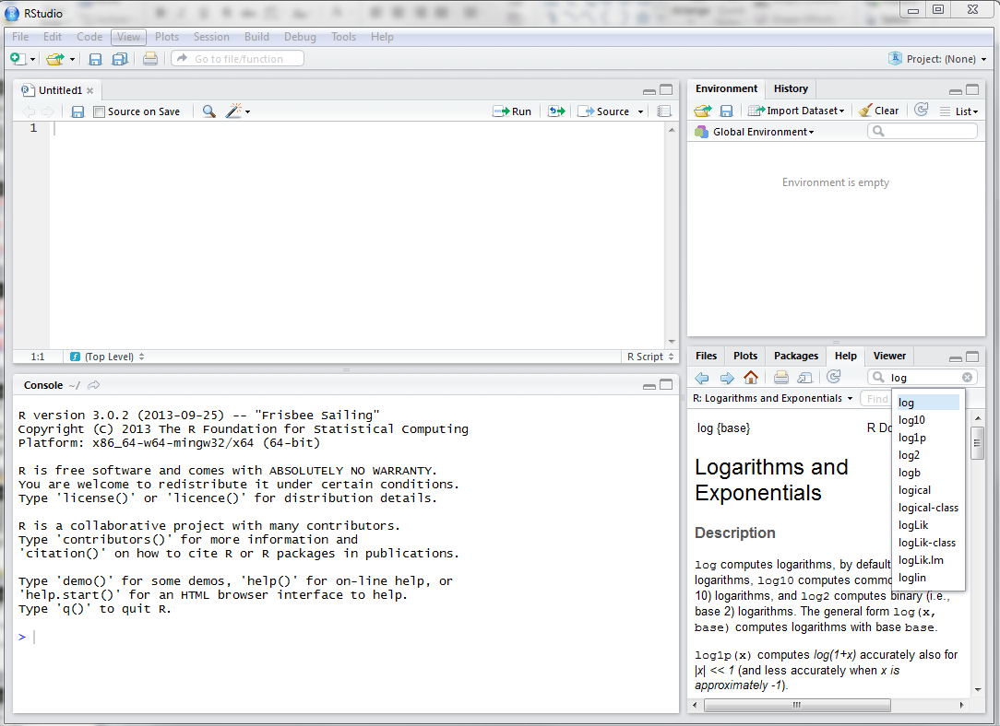 RStudio
File Edit Code View Plots Session Build Debug Tools Help
Go to file/function
Project: (None)
Untitled1
Source on Save
Run
Source
1
1:1
(Top Level)
R Script
Console ~/
R version 3.0.2 (2013-09-25) -- "Frisbee Sailing"
Copyright (C) 2013 The R Foundation for Statistical Computing
Platform: x86_64-w64-mingw32/x64 (64-bit)
R is free software and comes with ABSOLUTELY NO WARRANTY.
You are welcome to redistribute it under certain conditions.
Type 'license()' or 'licence()' for distribution details.
R is a collaborative project with many contributors.
Type 'contributors()' for more information and
'citation()' on how to cite R or R packages in publications.
Type 'demo()' for some demos, 'help()' for on-line help, or
'help.start()' for an HTML browser interface to help.
Type 'q()' to quit R.
>
Environment History
Import Dataset Clear List
Global Environment
Environment is empty
Files Plots Packages Help Viewer
log
R: Logarithms and Exponentials Find
log
log10
log1p
log2
logb
logical
logical-class
logLik
logLik-class
logLik.lm
loglin
log {base} R Do
Logarithms and
Exponentials
Description
log computes logarithms, by default
logarithms, log10 computes commo
10) logarithms, and log2 computes binary (i.e.,
base 2) logarithms. The general form log(x,
base) computes logarithms with base base.
log1p(x) computes log(1+x) accurately also for
|x| << 1 (and less accurately when x is
approximately -1).